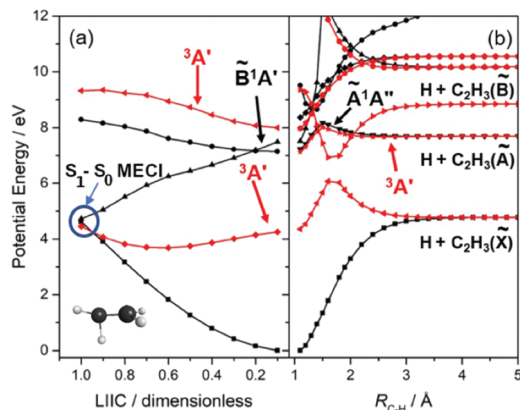 (a)
³A'
B̃¹A'
S₁- S₀ MECI
³A'
(b)
H + C₂H₃(B̃)
Ã¹A''
H + C₂H₃(Ã)
³A'
H + C₂H₃(X̃)
Potential Energy / eV
12
10
8
6
4
2
0
1.0 0.8 0.6 0.4 0.2
1 2 3 4 5
LIIC / dimensionless
R_C-H / Å